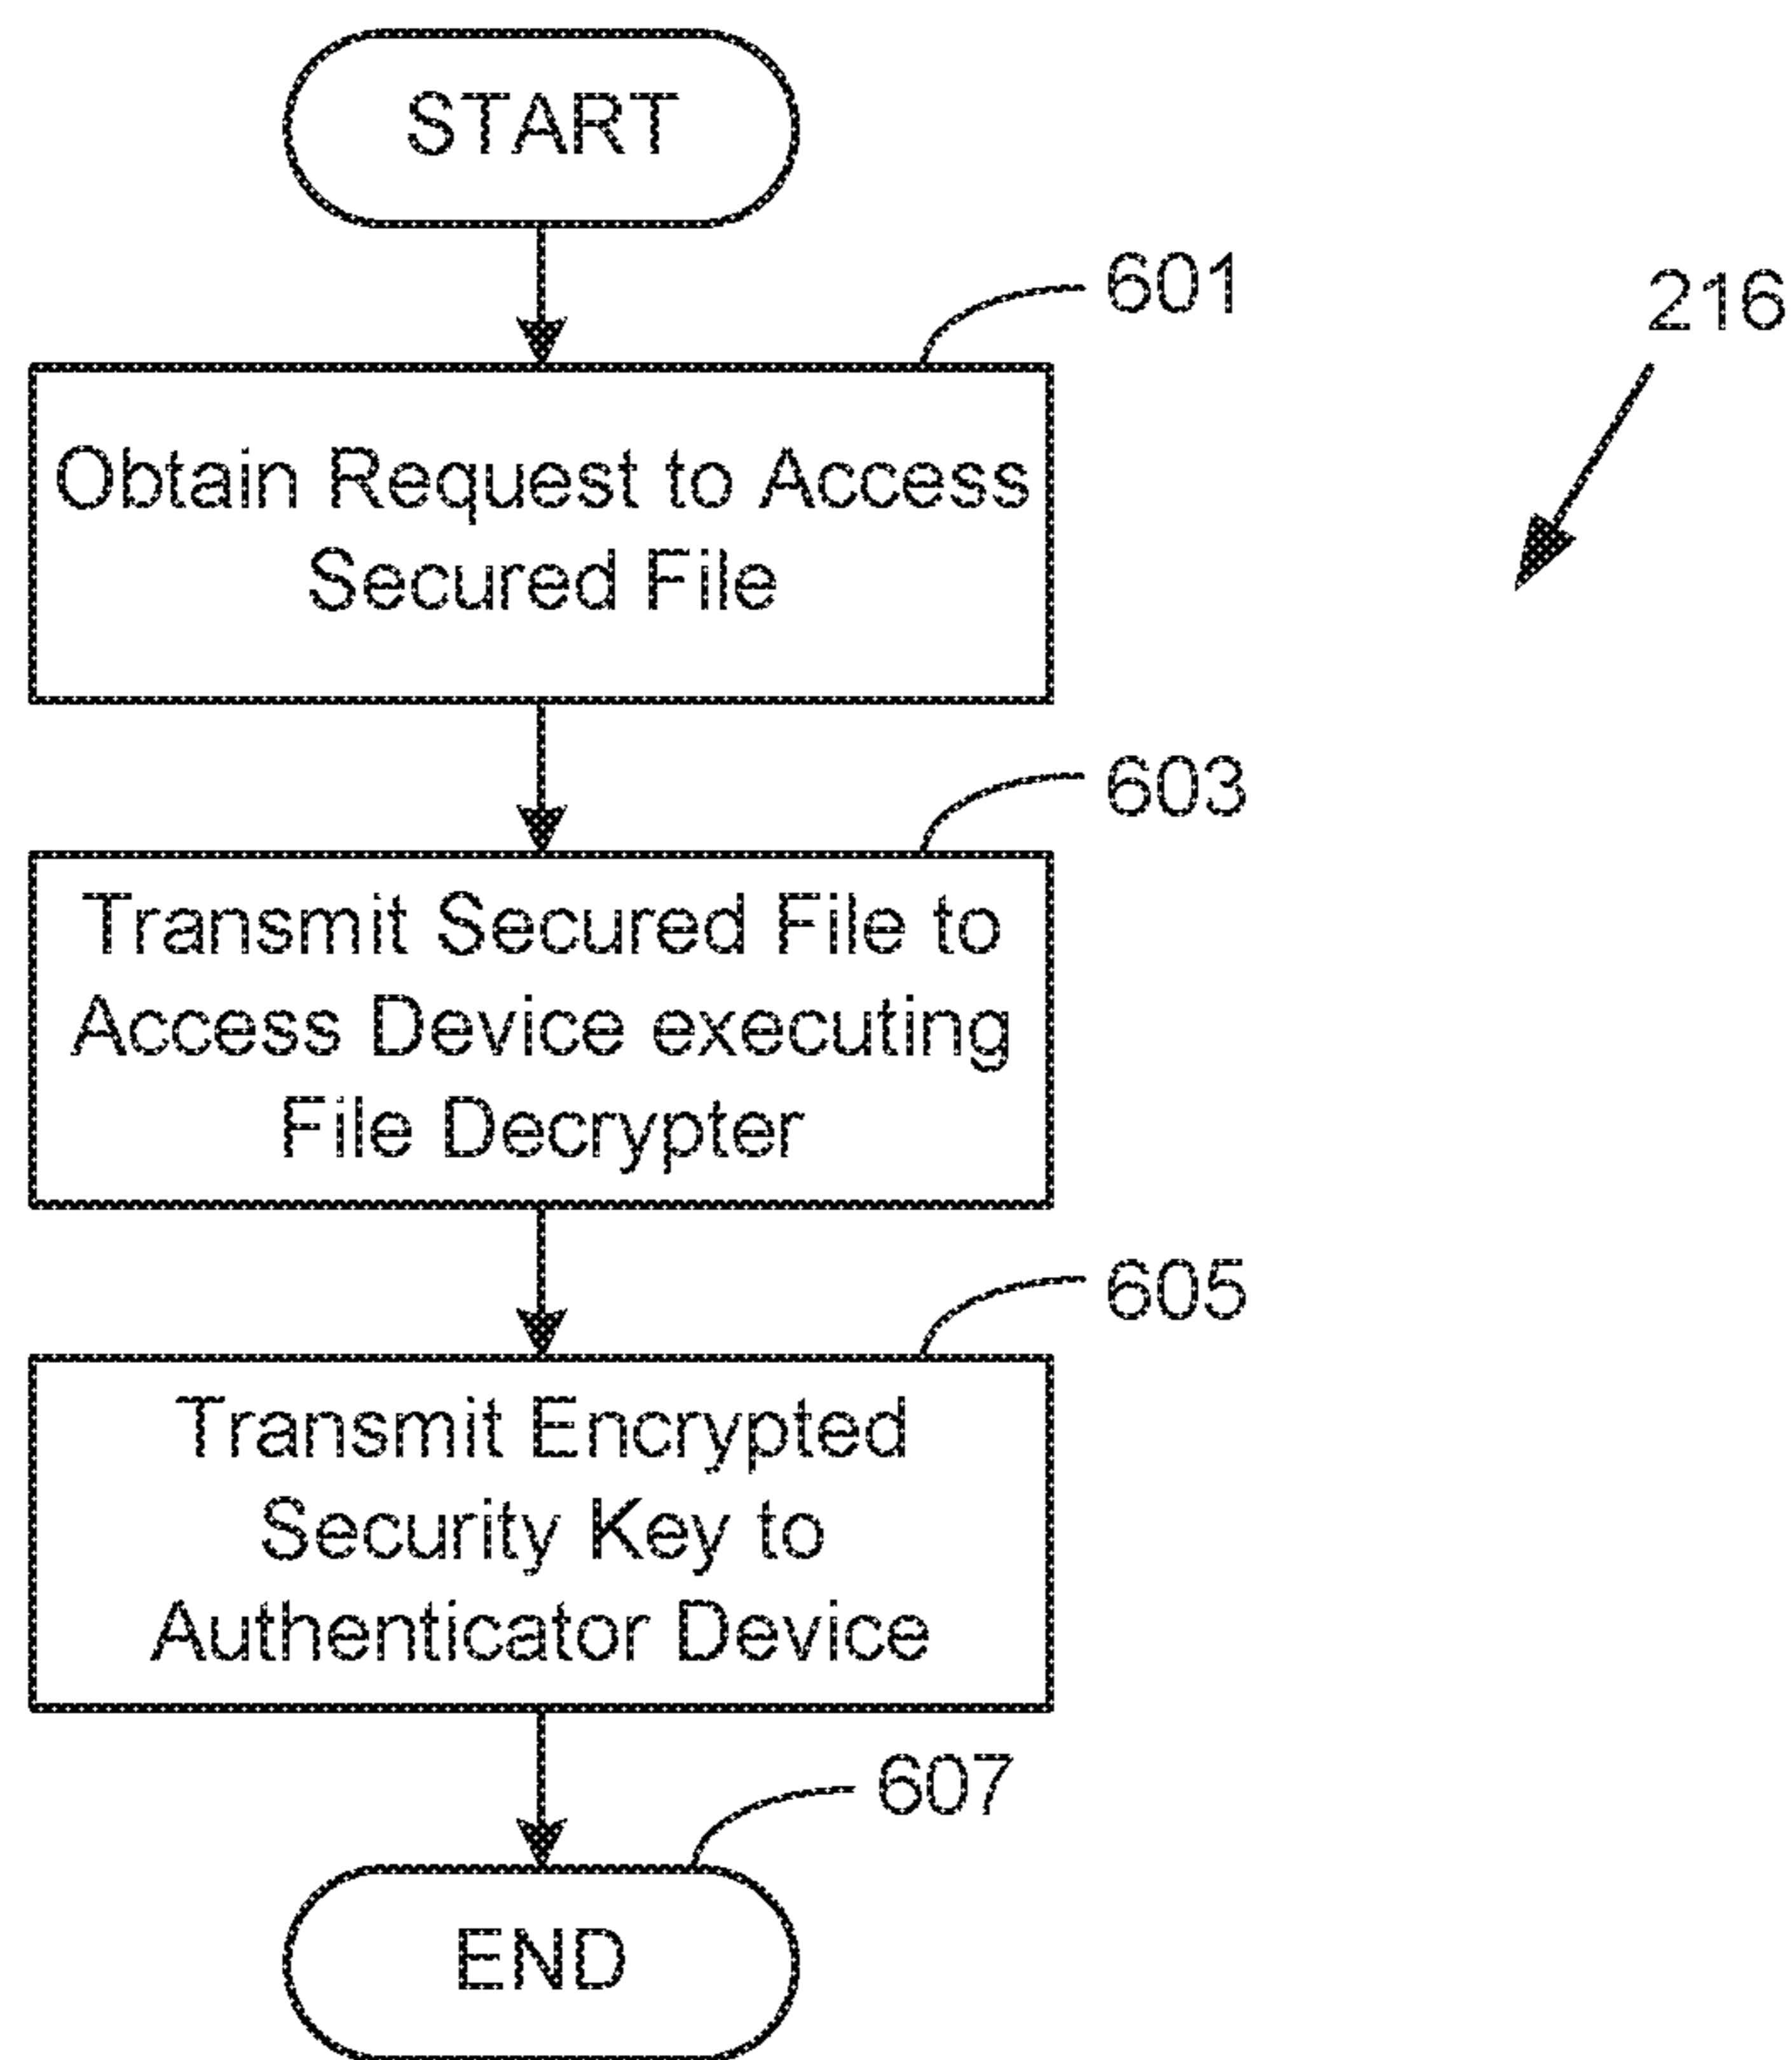 START
601
216
Obtain Request to Access
Secured File
603
Transmit Secured File to
Access Device executing
File Decrypter
605
Transmit Encrypted
Security Key to
Authenticator Device
607
END